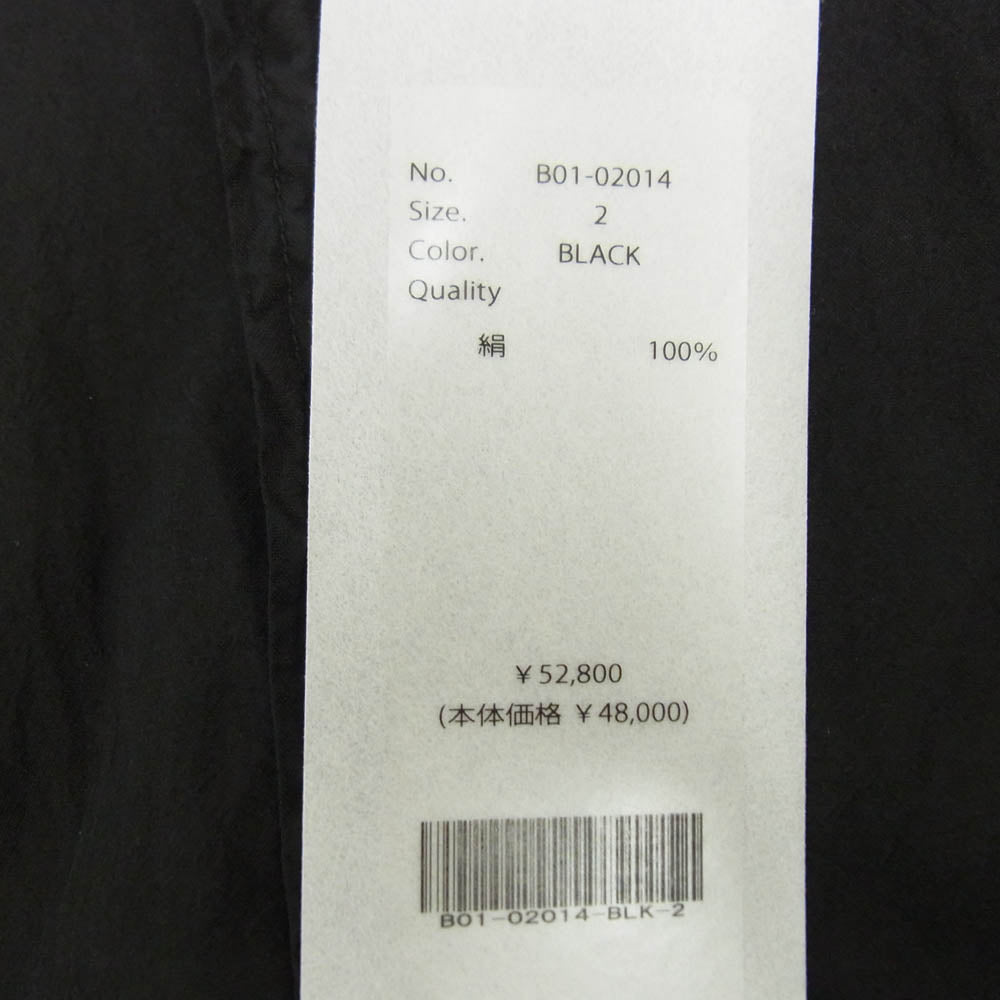 No. B01-02014
Size. 2
Color. BLACK
Quality
絹 100%
¥52,800
(本体価格 ¥48,000)
B01-02014-BLK-2